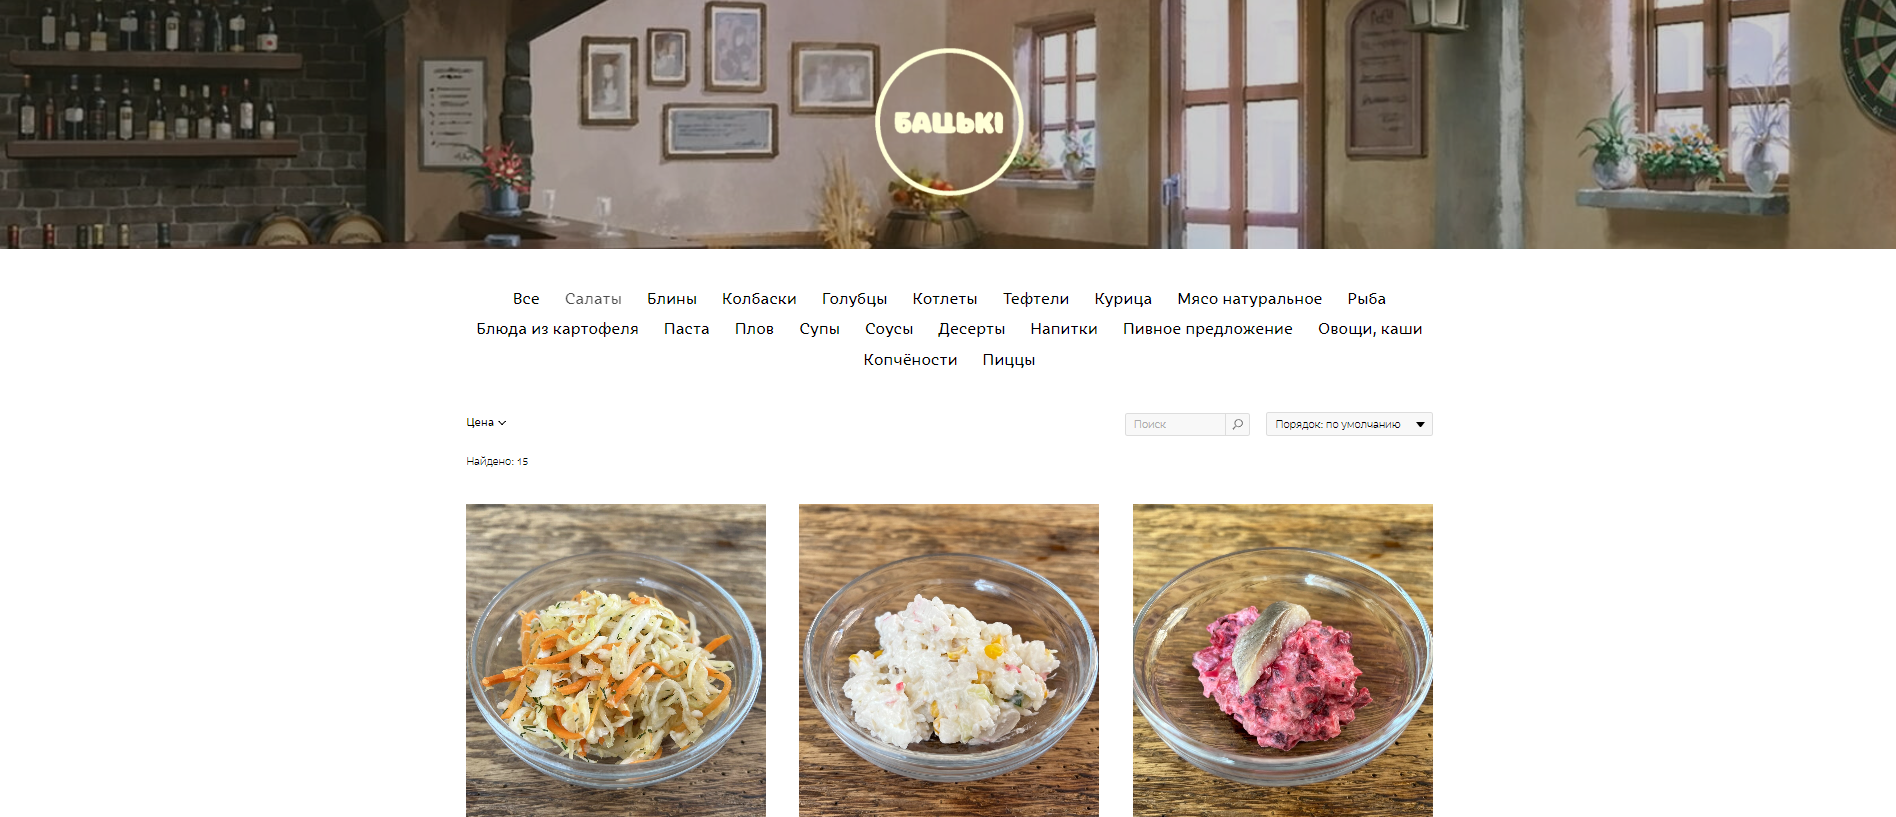 БАЦЬКІ
Все Салаты Блины Колбаски Голубцы Котлеты Тефтели Курица Мясо натуральное Рыба
Блюда из картофеля Паста Плов Супы Соусы Десерты Напитки Пивное предложение Овощи, каши
Копчёности Пиццы
Цена Поиск Порядок: по умолчанию
Найдено: 15